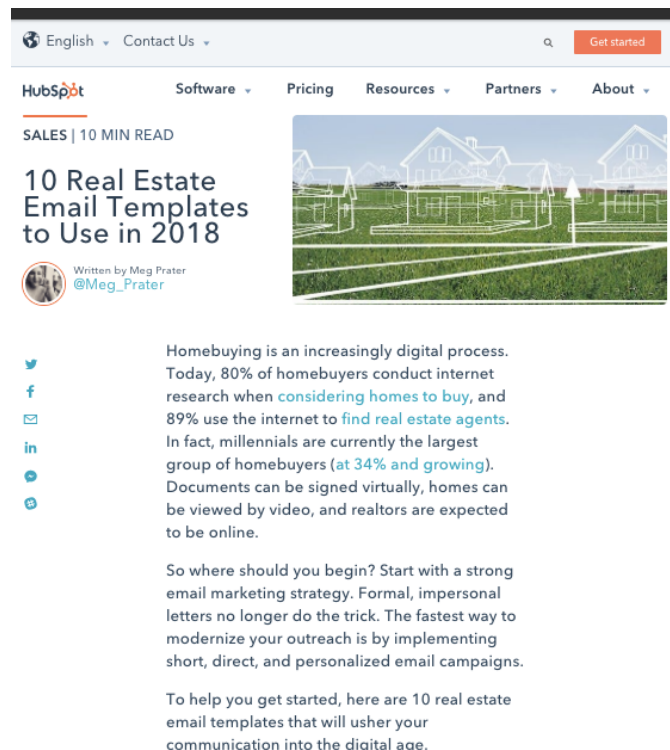 English Contact Us Get started
HubSpot Software Pricing Resources Partners About
SALES | 10 MIN READ
10 Real Estate
Email Templates
to Use in 2018
Written by Meg Prater
@Meg_Prater
Homebuying is an increasingly digital process.
Today, 80% of homebuyers conduct internet
research when considering homes to buy, and
89% use the internet to find real estate agents.
In fact, millennials are currently the largest
group of homebuyers (at 34% and growing).
Documents can be signed virtually, homes can
be viewed by video, and realtors are expected
to be online.
So where should you begin? Start with a strong
email marketing strategy. Formal, impersonal
letters no longer do the trick. The fastest way to
modernize your outreach is by implementing
short, direct, and personalized email campaigns.
To help you get started, here are 10 real estate
email templates that will usher your
communication into the digital age.